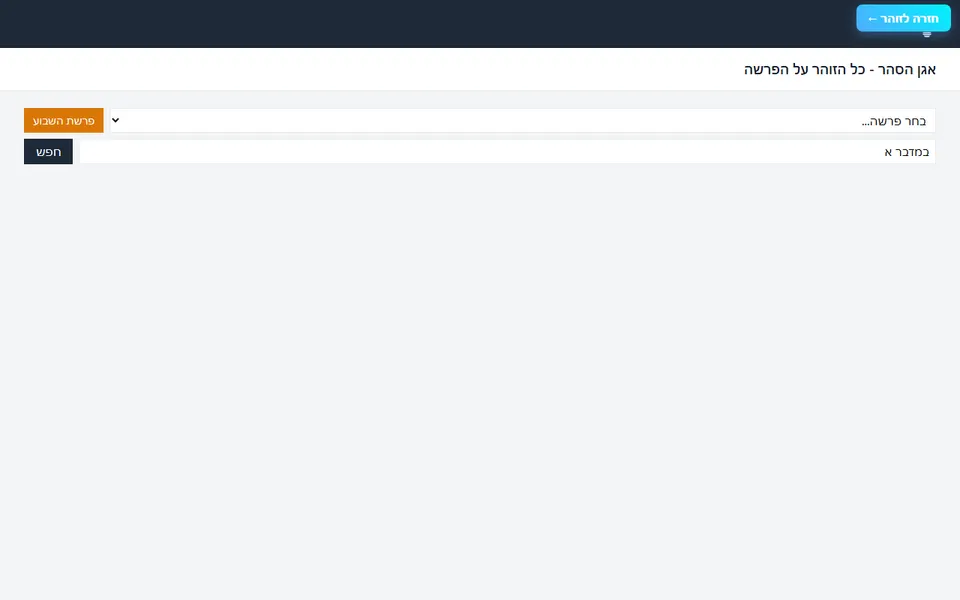 חזרה לזוהר ←
אגן הסהר - כל הזוהר על הפרשה
בחר פרשה...
פרשת השבוע
במדבר א
חפש